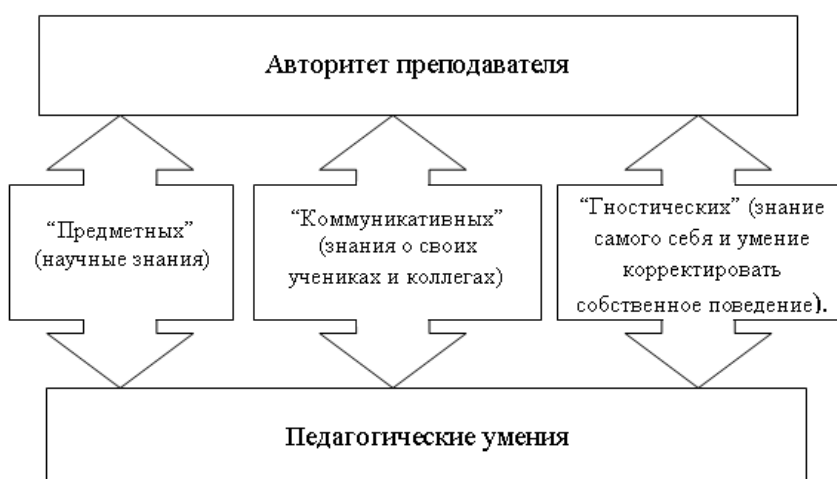 Авторитет преподавателя
“Предметных”
(научные знания)
“Коммуникативных”
(знания о своих
учениках и коллегах)
“Гностических” (знание
самого себя и умение
корректировать
собственное поведение).
Педагогические умения